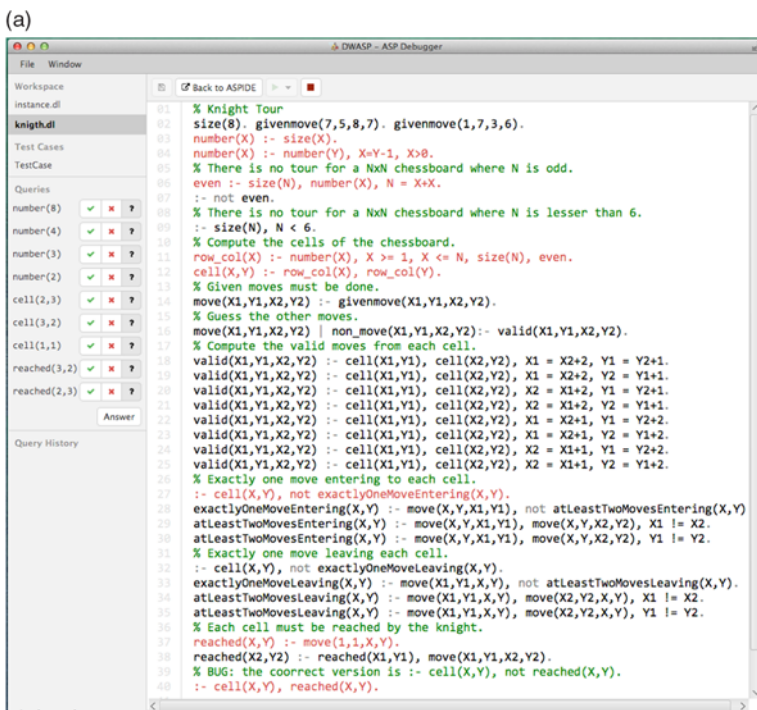 (a)
DWASP - ASP Debugger
File Window
Workspace
instance.dl
knigth.dl
Test Cases
TestCase
Queries
number(8) ?
number(4) ?
number(3) ?
number(2) ?
cell(2,3) ?
cell(3,2) ?
cell(1,1) ?
reached(3,2) ?
reached(2,3) ?
Answer
Query History
Back to ASPIDE
01 % Knight Tour
02 size(8). givenmove(7,5,8,7). givenmove(1,7,3,6).
03 number(X) :- size(X).
04 number(X) :- number(Y), X=Y-1, X>0.
05 % There is no tour for a NxN chessboard where N is odd.
06 even :- size(N), number(X), N = X+X.
07 :- not even.
08 % There is no tour for a NxN chessboard where N is lesser than 6.
09 :- size(N), N < 6.
10 % Compute the cells of the chessboard.
11 row_col(X) :- number(X), X >= 1, X <= N, size(N), even.
12 cell(X,Y) :- row_col(X), row_col(Y).
13 % Given moves must be done.
14 move(X1,Y1,X2,Y2) :- givenmove(X1,Y1,X2,Y2).
15 % Guess the other moves.
16 move(X1,Y1,X2,Y2) | non_move(X1,Y1,X2,Y2):- valid(X1,Y1,X2,Y2).
17 % Compute the valid moves from each cell.
18 valid(X1,Y1,X2,Y2) :- cell(X1,Y1), cell(X2,Y2), X1 = X2+2, Y1 = Y2+1.
19 valid(X1,Y1,X2,Y2) :- cell(X1,Y1), cell(X2,Y2), X1 = X2+2, Y2 = Y1+1.
20 valid(X1,Y1,X2,Y2) :- cell(X1,Y1), cell(X2,Y2), X2 = X1+2, Y1 = Y2+1.
21 valid(X1,Y1,X2,Y2) :- cell(X1,Y1), cell(X2,Y2), X2 = X1+2, Y2 = Y1+1.
22 valid(X1,Y1,X2,Y2) :- cell(X1,Y1), cell(X2,Y2), X1 = X2+1, Y1 = Y2+2.
23 valid(X1,Y1,X2,Y2) :- cell(X1,Y1), cell(X2,Y2), X1 = X2+1, Y2 = Y1+2.
24 valid(X1,Y1,X2,Y2) :- cell(X1,Y1), cell(X2,Y2), X2 = X1+1, Y1 = Y2+2.
25 valid(X1,Y1,X2,Y2) :- cell(X1,Y1), cell(X2,Y2), X2 = X1+1, Y2 = Y1+2.
26 % Exactly one move entering to each cell.
27 :- cell(X,Y), not exactlyOneMoveEntering(X,Y).
28 exactlyOneMoveEntering(X,Y) :- move(X,Y,X1,Y1), not atLeastTwoMovesEntering(X,Y)
29 atLeastTwoMovesEntering(X,Y) :- move(X,Y,X1,Y1), move(X,Y,X2,Y2), X1 != X2.
30 atLeastTwoMovesEntering(X,Y) :- move(X,Y,X1,Y1), move(X,Y,X2,Y2), Y1 != Y2.
31 % Exactly one move leaving each cell.
32 :- cell(X,Y), not exactlyOneMoveLeaving(X,Y).
33 exactlyOneMoveLeaving(X,Y) :- move(X1,Y1,X,Y), not atLeastTwoMovesLeaving(X,Y).
34 atLeastTwoMovesLeaving(X,Y) :- move(X1,Y1,X,Y), move(X2,Y2,X,Y), X1 != X2.
35 atLeastTwoMovesLeaving(X,Y) :- move(X1,Y1,X,Y), move(X2,Y2,X,Y), Y1 != Y2.
36 % Each cell must be reached by the knight.
37 reached(X,Y) :- move(1,1,X,Y).
38 reached(X2,Y2) :- reached(X1,Y1), move(X1,Y1,X2,Y2).
39 % BUG: the coorrect version is :- cell(X,Y), not reached(X,Y).
40 :- cell(X,Y), reached(X,Y).